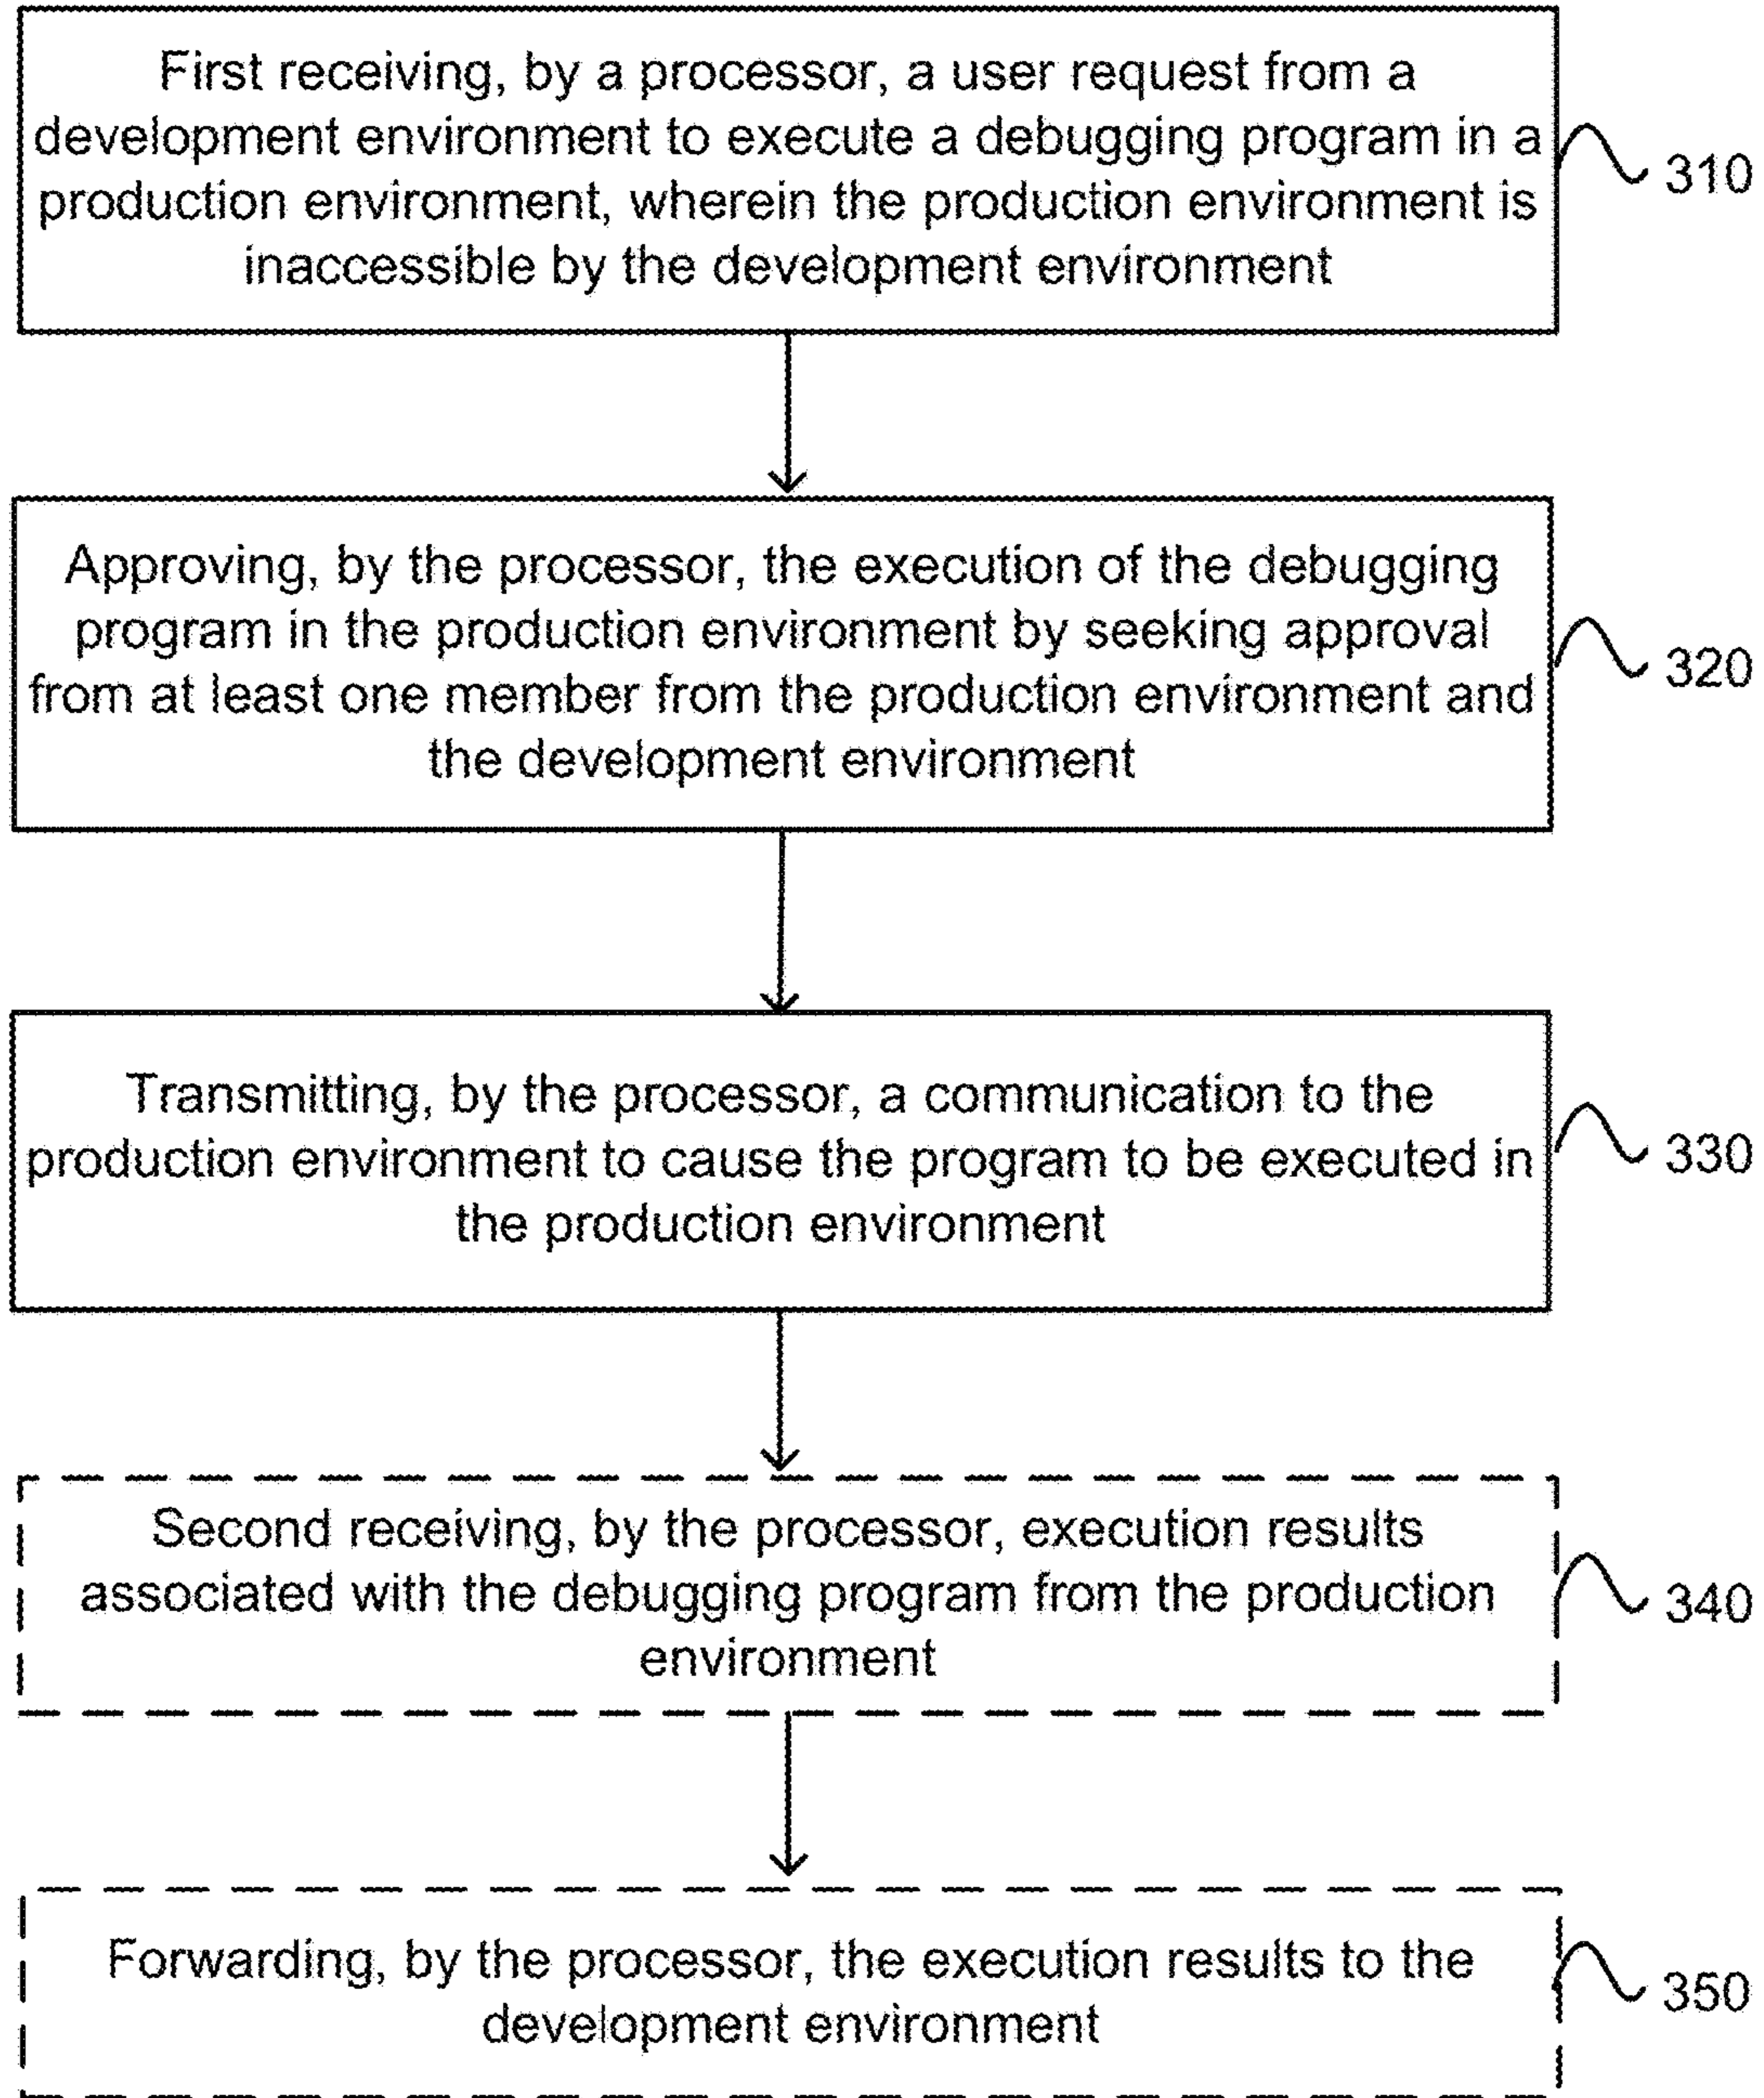 First receiving, by a processor, a user request from a
development environment to execute a debugging program in a
production environment, wherein the production environment is
inaccessible by the development environment
310
Approving, by the processor, the execution of the debugging
program in the production environment by seeking approval
from at least one member from the production environment and
the development environment
320
Transmitting, by the processor, a communication to the
production environment to cause the program to be executed in
the production environment
330
Second receiving, by the processor, execution results
associated with the debugging program from the production
environment
340
Forwarding, by the processor, the execution results to the
development environment
350